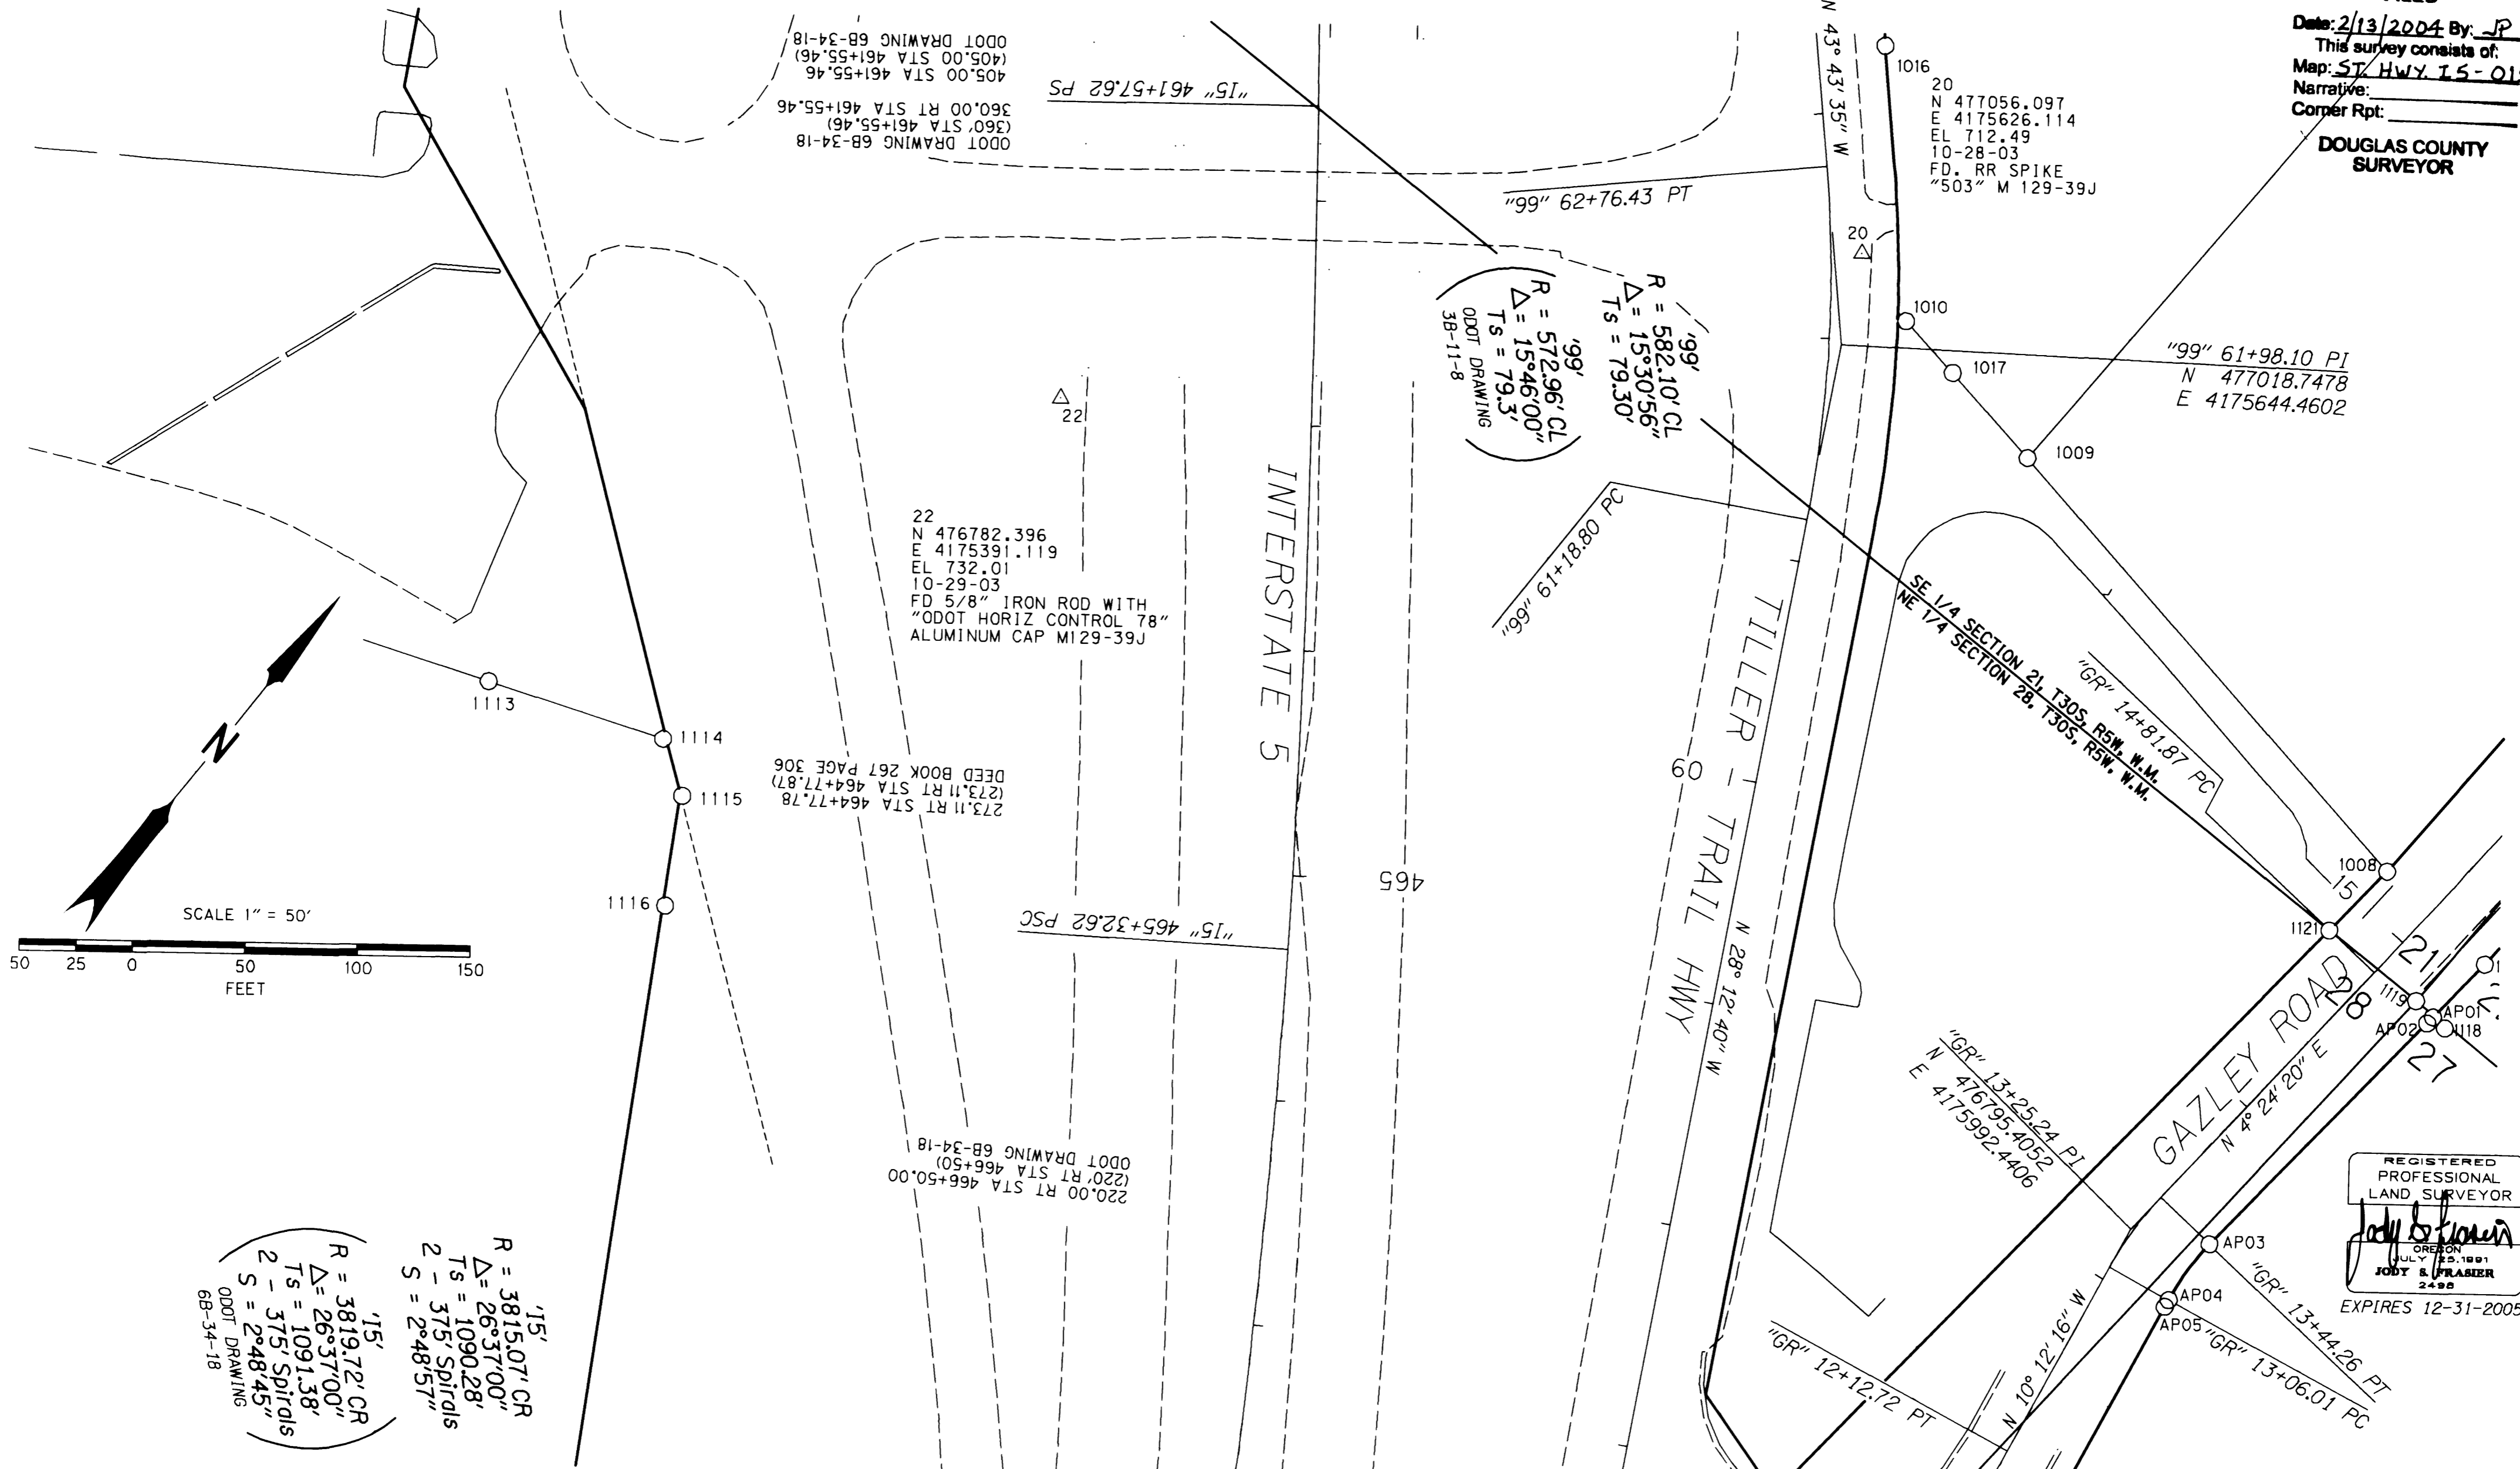 ODOT DRAWING 6B-34-18
(405.00 STA 461+55.46)
405.00 STA 461+55.46
360.00 RT STA 461+55.46
(360' STA 461+55.46)
ODOT DRAWING 6B-34-18
"I5" 461+57.62 PS
"99" 62+76.43 PT
N 43° 43' 35" W
1016
20
N 477056.097
E 4175626.114
EL 712.49
10-28-03
FD. RR SPIKE
"503" M 129-39J
Date: 2/13/2004 By: JP
This survey consists of:
Map: ST. HWY. I5-
Narrative:
Corner Rpt:
DOUGLAS COUNTY
SURVEYOR
20
1010
1017
1009
"99" 61+98.10 PI
N 477018.7478
E 4175644.4602
'99'
R = 582.10' CL
Δ = 15°30'56"
Ts = 79.30'
'99'
R = 572.96' CL
Δ = 15°46'00"
Ts = 79.3'
ODOT DRAWING
3B-11-8
22
22
N 476782.396
E 4175391.119
EL 732.01
10-29-03
FD 5/8" IRON ROD WITH
"ODOT HORIZ CONTROL 78"
ALUMINUM CAP M129-39J
INTERSTATE 5
"99" 61+18.80 PC
TILLER - TRAIL HWY
60
N 28° 12' 40" W
SE 1/4 SECTION 21, T30S, R5W, W.M.
NE 1/4 SECTION 28, T30S, R5W, W.M.
"GR" 14+81.87 PC
1113
1114
1115
1116
N
273.11 RT STA 464+77.78
(273.11 RT STA 464+77.87)
DEED BOOK 267 PAGE 306
465
"I5" 465+32.62 PSC
SCALE 1" = 50'
50 25 0 50 100 150
FEET
220.00 RT STA 466+50.00
(220' RT STA 466+50)
ODOT DRAWING 6B-34-18
1008
15
1121
21
28
27
1119
AP01
AP02
1118
GAZLEY ROAD
N 4° 24' 20" E
"GR" 13+25.24 PI
N 476795.4052
E 4175992.4406
AP03
AP04
AP05
"GR" 13+44.26 PT
"GR" 13+06.01 PC
"GR" 12+12.72 PT
N 10° 12' 16" W
REGISTERED
PROFESSIONAL
LAND SURVEYOR
Jody S Frasier
OREGON
JULY 25, 1991
JODY S. FRASIER
2498
EXPIRES 12-31-2005
'I5'
R = 3815.07' CR
Δ = 26°37'00"
Ts = 1090.28'
2 - 375' Spirals
S = 2°48'57"
'I5'
R = 3819.72' CR
Δ = 26°37'00"
Ts = 1091.38'
2 - 375' Spirals
S = 2°48'45"
ODOT DRAWING
6B-34-18